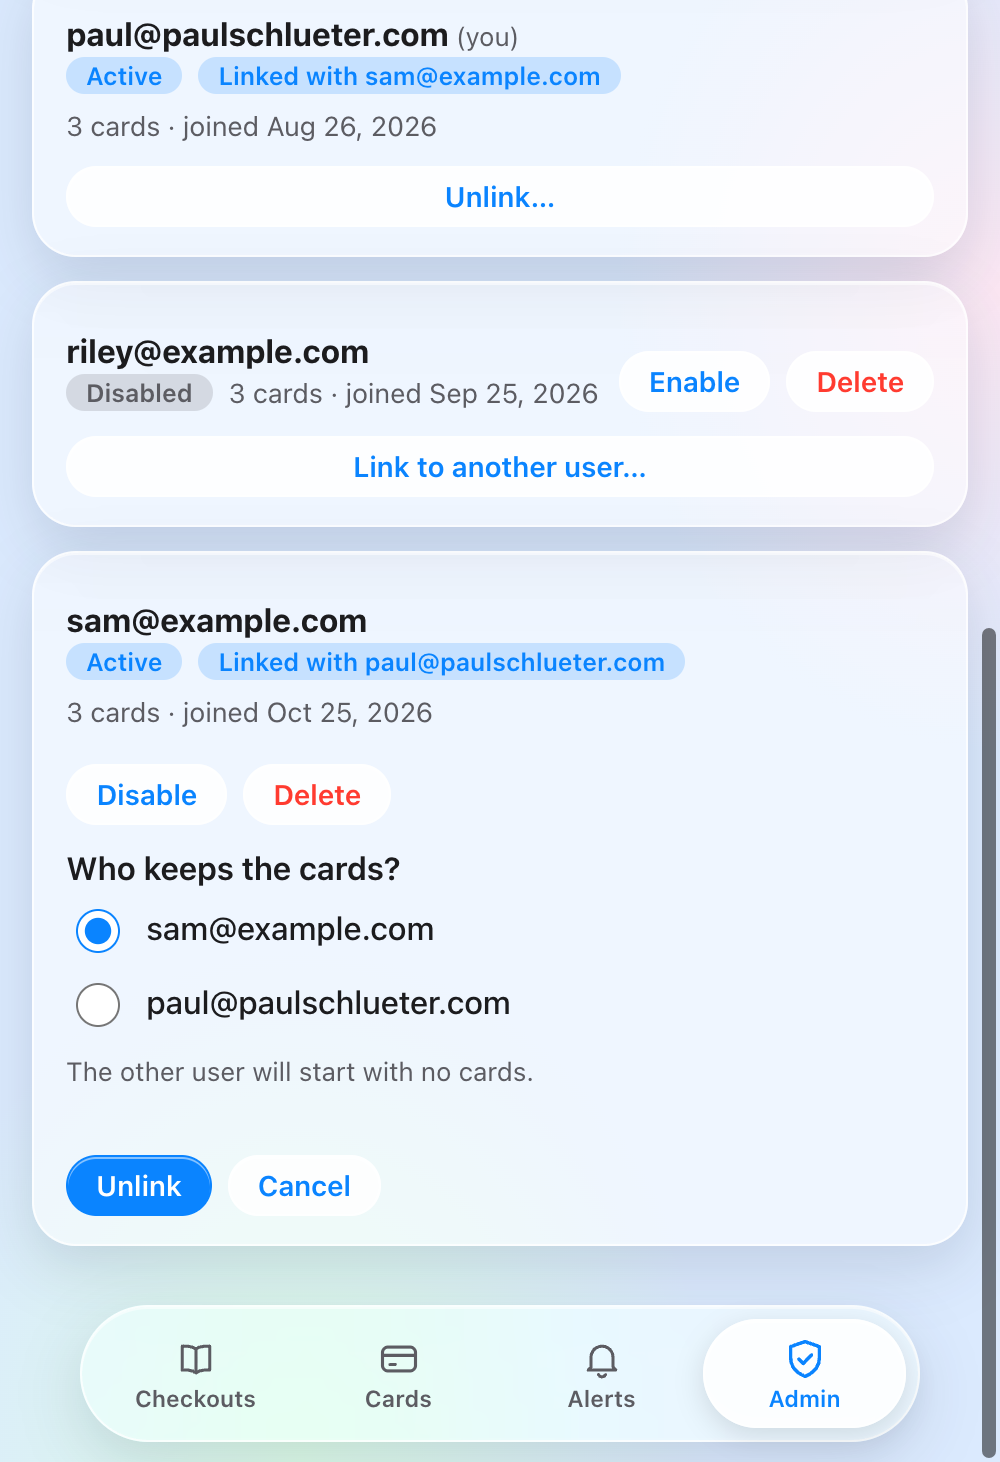 paul@paulschlueter.com (you)
Active Linked with sam@example.com
3 cards · joined Aug 26, 2026
Unlink...
riley@example.com
Disabled 3 cards · joined Sep 25, 2026
Enable Delete
Link to another user...
sam@example.com
Active Linked with paul@paulschlueter.com
3 cards · joined Oct 25, 2026
Disable Delete
Who keeps the cards?
sam@example.com
paul@paulschlueter.com
The other user will start with no cards.
Unlink Cancel
Checkouts Cards Alerts Admin